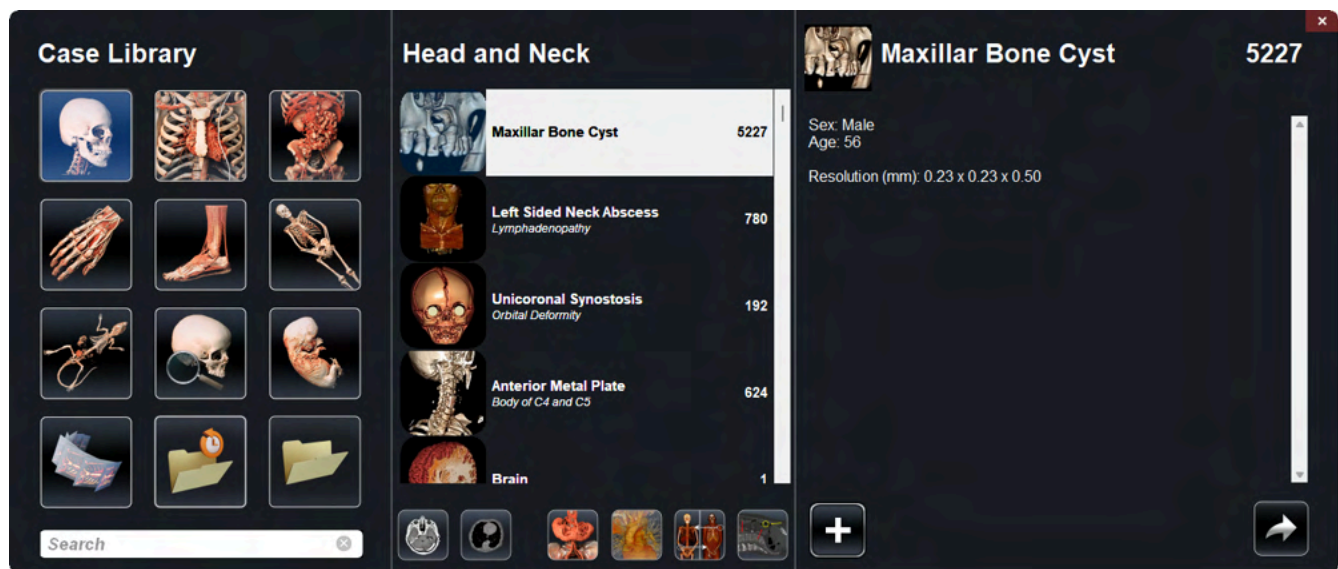 Case Library
Search
Head and Neck
Maxillar Bone Cyst 5227
Left Sided Neck Abscess 780
Lymphadenopathy
Unicoronal Synostosis 192
Orbital Deformity
Anterior Metal Plate 624
Body of C4 and C5
Brain 1
Maxillar Bone Cyst 5227
Sex: Male
Age: 56
Resolution (mm): 0.23 x 0.23 x 0.50